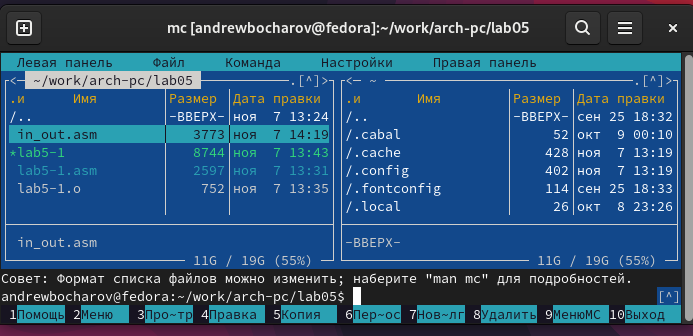 mc [andrewbocharov@fedora]:~/work/arch-pc/lab05
Левая панель Файл Команда Настройки Правая панель
<─ ~/work/arch-pc/lab05 .[^]> <─ ~ .[^]>
.и Имя Размер Дата правки .и Имя Размер Дата правки
/.. -ВВЕРХ- ноя 7 13:24 /.. -ВВЕРХ- сен 25 18:32
in_out.asm 3773 ноя 7 14:19 /.cabal 52 окт 9 00:10
*lab5-1 8744 ноя 7 13:43 /.cache 428 ноя 7 13:19
lab5-1.asm 2597 ноя 7 13:31 /.config 402 ноя 7 13:19
lab5-1.o 752 ноя 7 13:35 /.fontconfig 114 сен 25 18:33
/.local 26 окт 8 23:26
in_out.asm -ВВЕРХ-
11G / 19G (55%) 11G / 19G (55%)
Совет: Формат списка файлов можно изменить; наберите "man mc" для подробностей.
andrewbocharov@fedora:~/work/arch-pc/lab05$ [^]
1Помощь 2Меню 3Про~тр 4Правка 5Копия 6Пер~ос 7Нов~лг 8Удалить 9МенюМС 10Выход